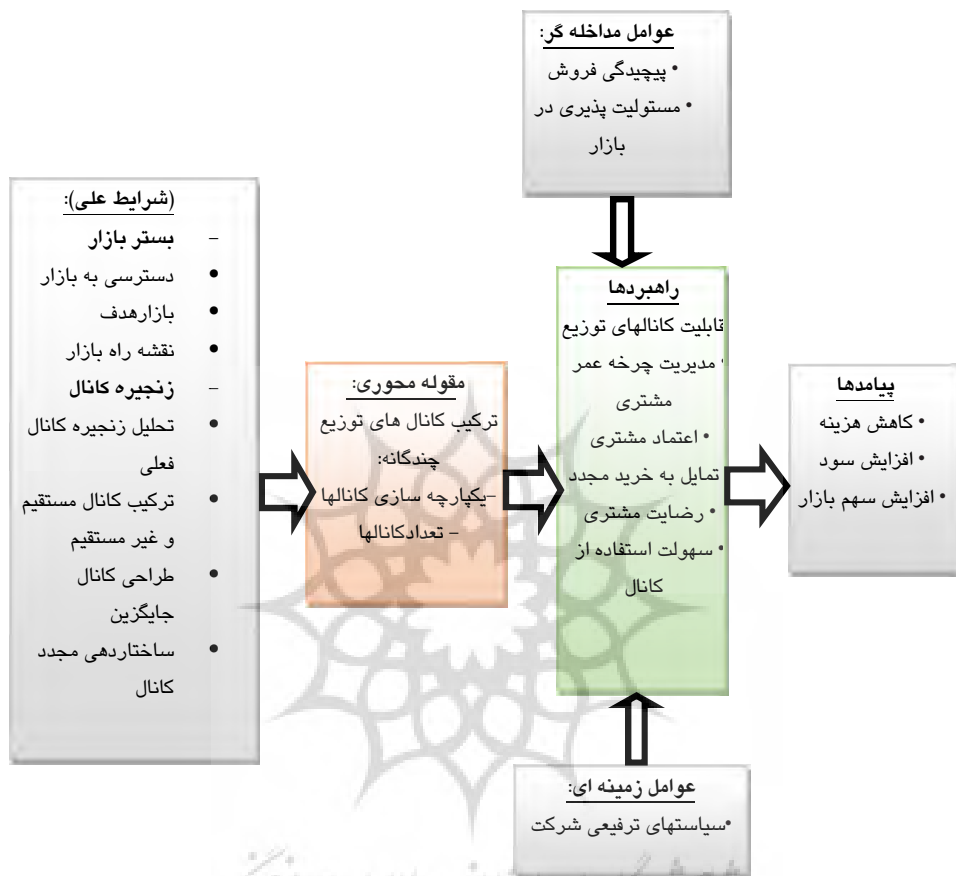 عوامل مداخله گر:
• پیچیدگی فروش
• مسئولیت پذیری در
بازار
(شرایط علی):
– بستر بازار
• دسترسی به بازار
• بازارهدف
• نقشه راه بازار
– زنجیره کانال
• تحلیل زنجیره کانال
فعلی
• ترکیب کانال مستقیم
و غیر مستقیم
• طراحی کانال
جایگزین
• ساختاردهی مجدد
کانال
مقوله محوری:
ترکیب کانال های توزیع
چندگانه:
–یکپارچه سازی کانالها
– تعدادکانالها
راهبردها
قابلیت کانالهای توزیع
• مدیریت چرخه عمر
مشتری
• اعتماد مشتری
تمایل به خرید مجدد
• رضایت مشتری
• سهولت استفاده از
کانال
پیامدها
• کاهش هزینه
• افزایش سود
• افزایش سهم بازار
عوامل زمینه ای:
•سیاستهای ترفیعی شرکت